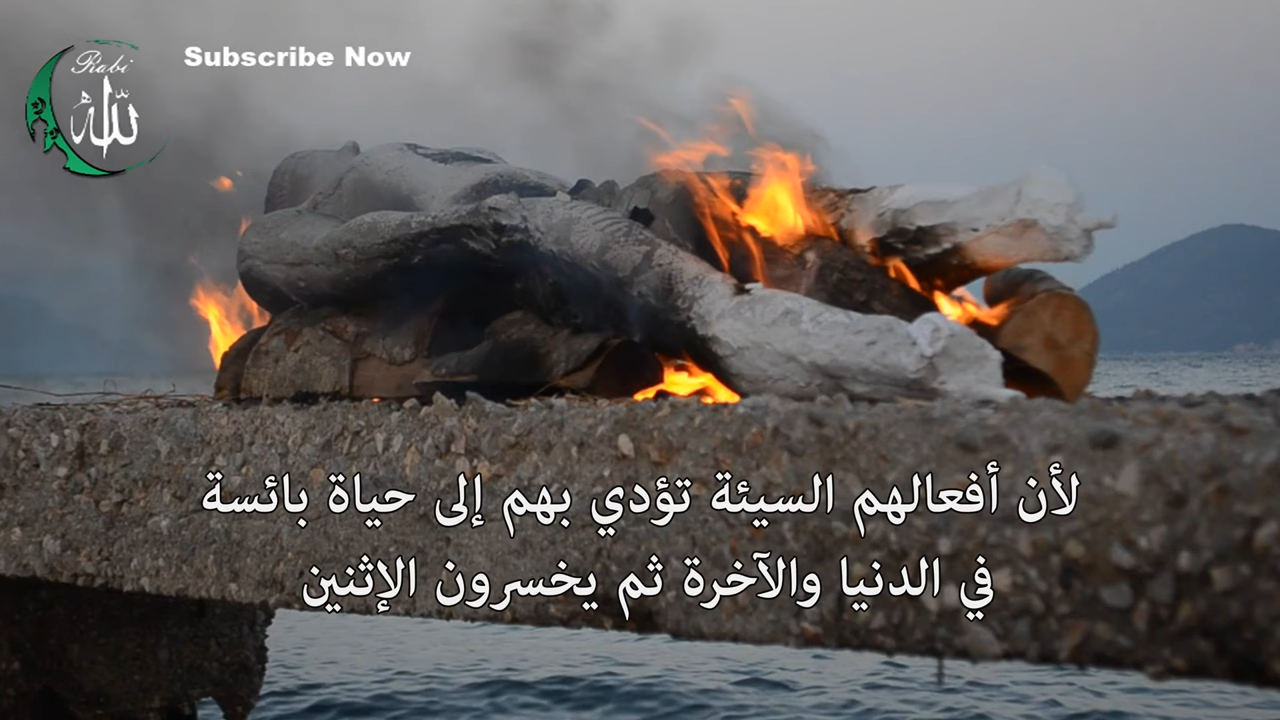 Rabi
الله
Subscribe Now
لأن أفعالهم السيئة تؤدي بهم إلى حياة بائسة
في الدنيا والآخرة ثم يخسرون الإثنين